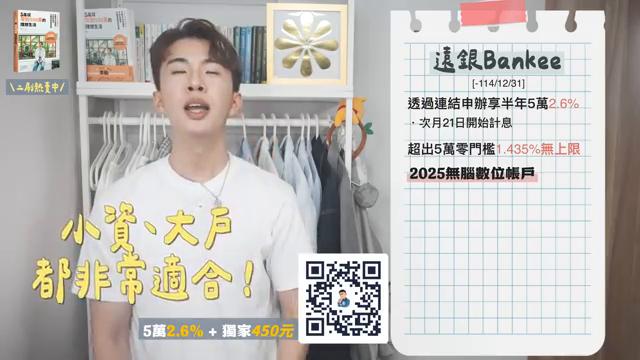 \二刷熱賣中/
遠銀Bankee
[-114/12/31]
透過連結申辦享半年5萬2.6%
．次月21日開始計息
超出5萬零門檻1.435%無上限
2025無腦數位帳戶
小資、大戶
都非常適合！
5萬2.6% + 獨家450元